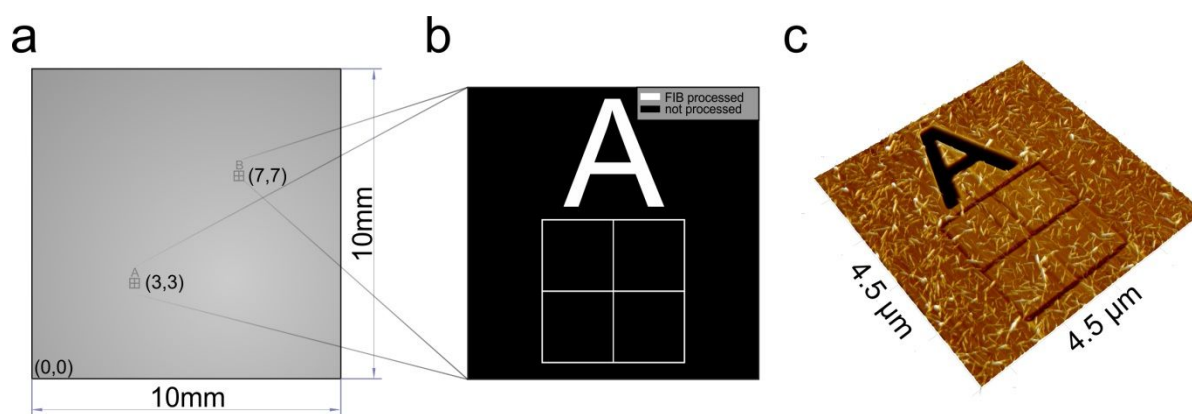 a
b
c
B
(7,7)
A
(3,3)
(0,0)
10mm
10mm
FIB processed
not processed
A
A
4.5 µm
4.5 µm